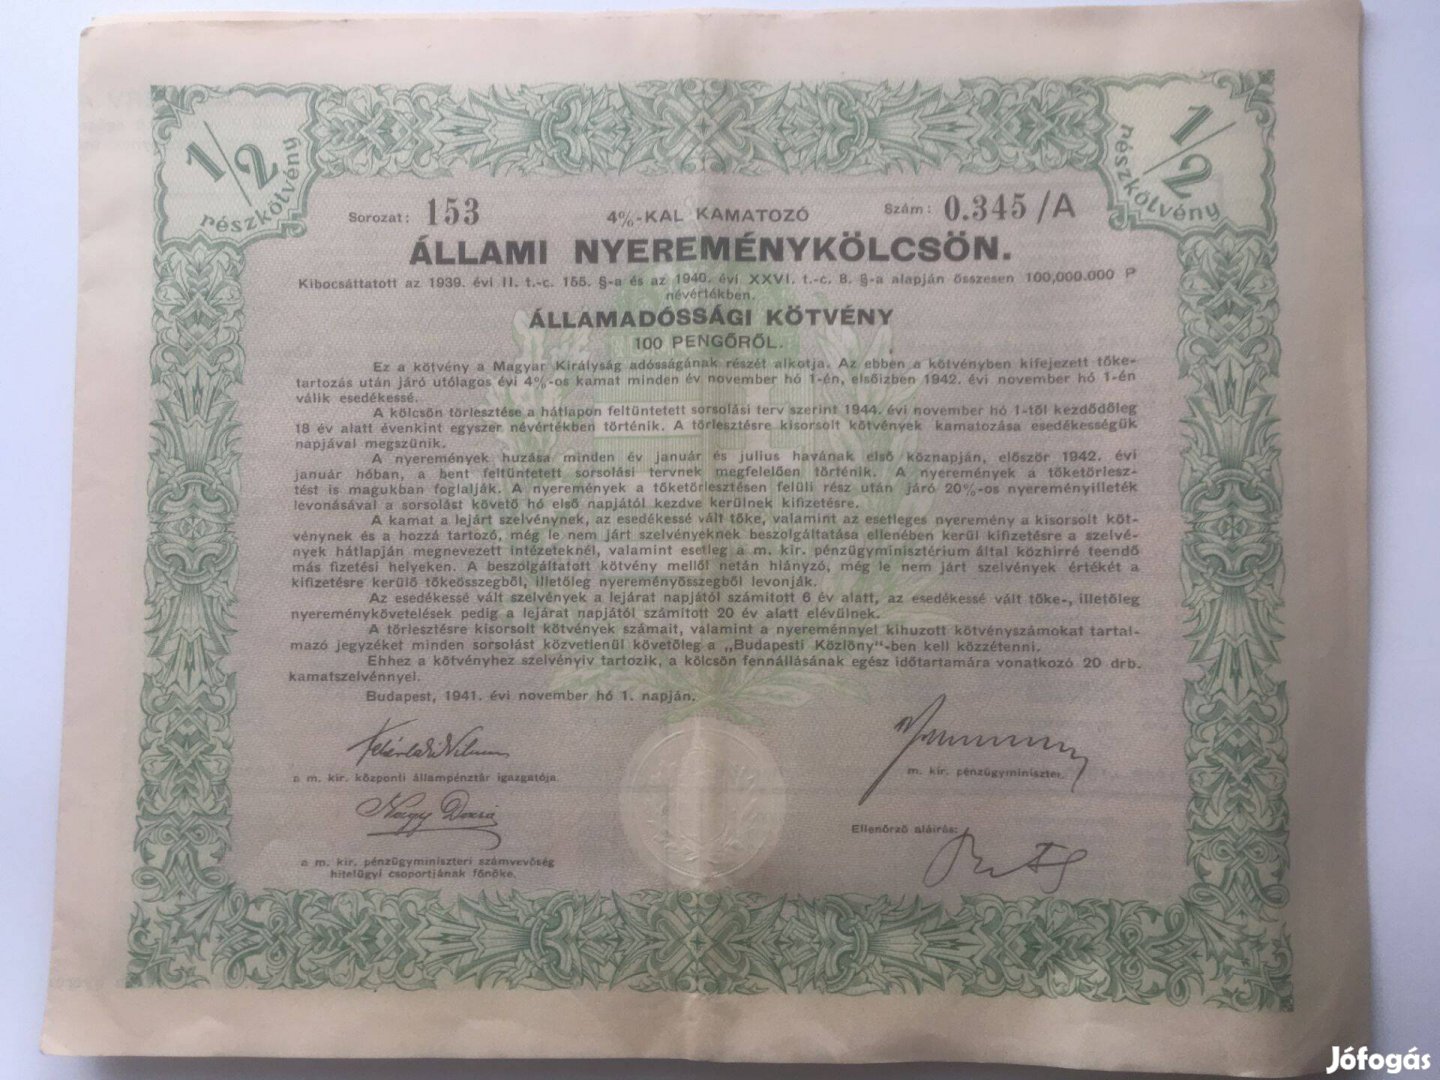 1/2 részkötvény
1/2 részkötvény
Sorozat: 153 4%-KAL KAMATOZÓ Szám: 0.345 /A
ÁLLAMI NYEREMÉNYKÖLCSÖN.
Kibocsáttatott az 1939. évi II. t.-c. 155. §-a és az 1940. évi XXVI. t.-c. 8. §-a alapján összesen 100,000.000 P
névértékben.
ÁLLAMADÓSSÁGI KÖTVÉNY
100 PENGŐRŐL.
Ez a kötvény a Magyar Királyság adósságának részét alkotja. Az ebben a kötvényben kifejezett tőke-
tartozás után járó utólagos évi 4%-os kamat minden év november hó 1-én, elsőízben 1942. évi november hó 1-én
válik esedékessé.
A kölcsön törlesztése a hátlapon feltüntetett sorsolási terv szerint 1944. évi november hó 1-től kezdődőleg
18 év alatt évenkint egyszer névértékben történik. A törlesztésre kisorsolt kötvények kamatozása esedékességük
napjával megszünik.
A nyeremények huzása minden év január és julius havának első köznapján, először 1942. évi
január hóban, a bent feltüntetett sorsolási tervnek megfelelően történik. A nyeremények a tőketörlesz-
tést is magukban foglalják. A nyeremények a tőketörlesztésen felüli rész után járó 20%-os nyereményilleték
levonásával a sorsolást követő hó első napjától kezdve kerülnek kifizetésre.
A kamat a lejárt szelvénynek, az esedékessé vált tőke, valamint az esetleges nyeremény a kisorsolt köt-
vénynek és a hozzá tartozó, még le nem járt szelvényeknek beszolgáltatása ellenében kerül kifizetésre a szelvé-
nyek hátlapján megnevezett intézeteknél, valamint esetleg a m. kir. pénzügyminisztérium által közhírré teendő
más fizetési helyeken. A beszolgáltatott kötvény mellől netán hiányzó, még le nem járt szelvények értékét a
kifizetésre kerülő tőkeösszegből, illetőleg nyereményösszegből levonják.
Az esedékessé vált szelvények a lejárat napjától számított 6 év alatt, az esedékessé vált tőke-, illetőleg
nyereménykövetelések pedig a lejárat napjától számított 20 év alatt elévülnek.
A törlesztésre kisorsolt kötvények számait, valamint a nyereménnyel kihuzott kötvényszámokat tartal-
mazó jegyzéket minden sorsolást közvetlenül követőleg a „Budapesti Közlöny"-ben kell közzétenni.
Ehhez a kötvényhez szelvényív tartozik, a kölcsön fennállásának egész időtartamára vonatkozó 20 drb.
kamatszelvénnyel.
Budapest, 1941. évi november hó 1. napján.
a m. kir. központi állampénztár igazgatója.
m. kir. pénzügyminiszter.
Nagy
Ellenőrző aláírás:
a m. kir. pénzügyminiszteri számvevőség
hitelügyi csoportjának főnöke.
Jófogás